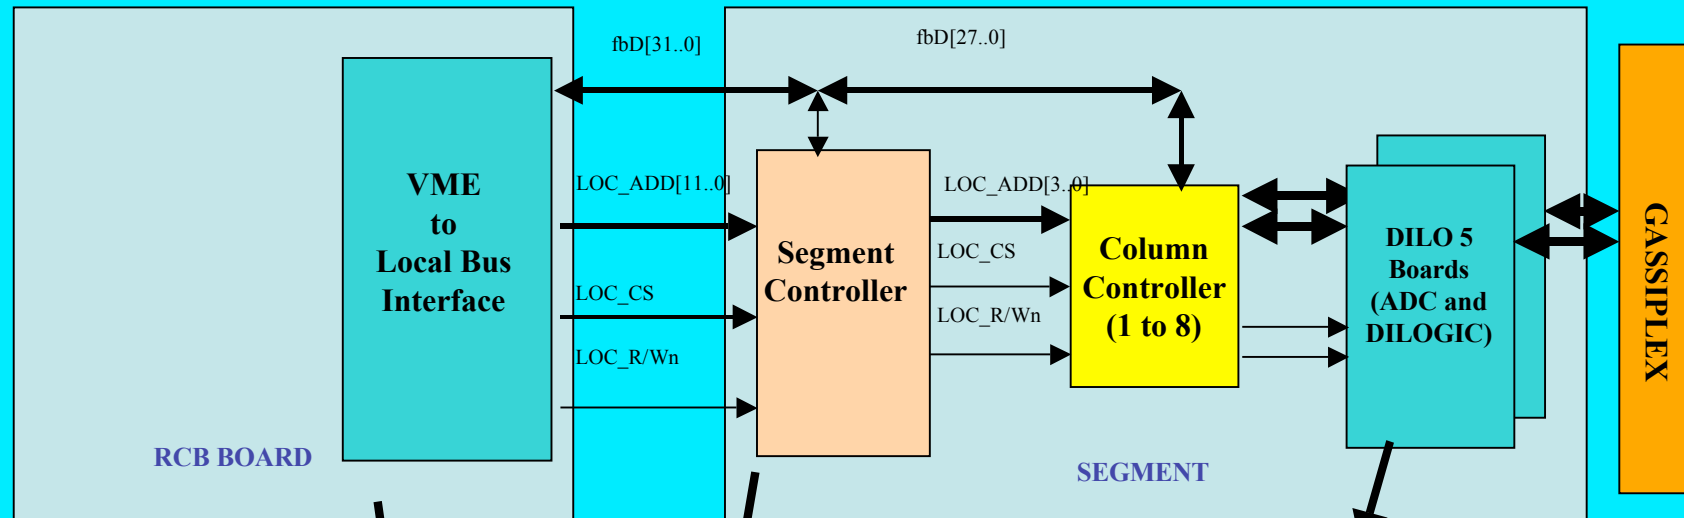 fbD[31..0]
fbD[27..0]
VME
to
Local Bus
Interface
LOC_ADD[11..0]
LOC_CS
LOC_R/Wn
RCB BOARD
Segment
Controller
LOC_ADD[3..0]
LOC_CS
LOC_R/Wn
Column
Controller
(1 to 8)
DILO 5
Boards
(ADC and
DILOGIC)
SEGMENT
GASSIPLEX